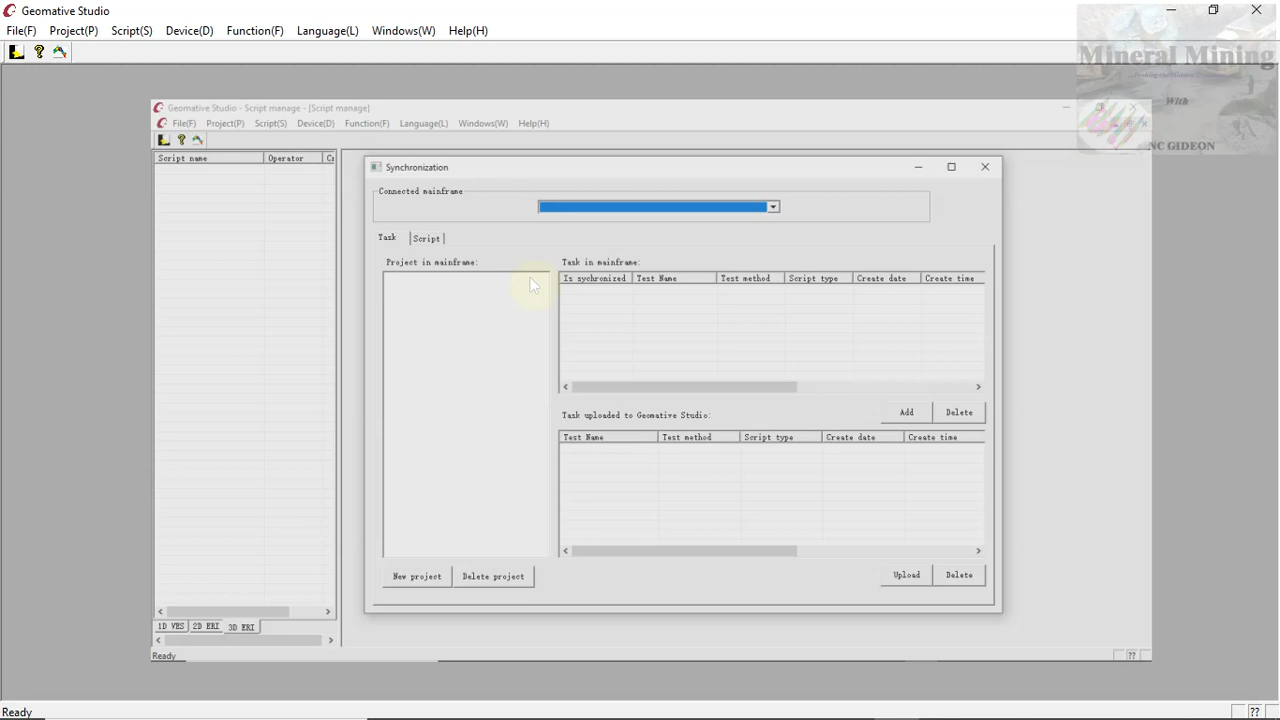 Geomative Studio
File(F) Project(P) Script(S) Device(D) Function(F) Language(L) Windows(W) Help(H)
Mineral Mining
With
NC GIDEON
Geomative Studio - Script manage - [Script manage]
File(F) Project(P) Script(S) Device(D) Function(F) Language(L) Windows(W) Help(H)
Script name Operator
Synchronization
Connected mainframe
Task Script
Project in mainframe: Task in mainframe:
Is sychronized Test Name Test method Script type Create date Create time
Task uploaded to Geomative Studio: Add Delete
Test Name Test method Script type Create date Create time
New project Delete project Upload Delete
1D VES 2D ERI 3D ERI
Ready ??
Ready ??